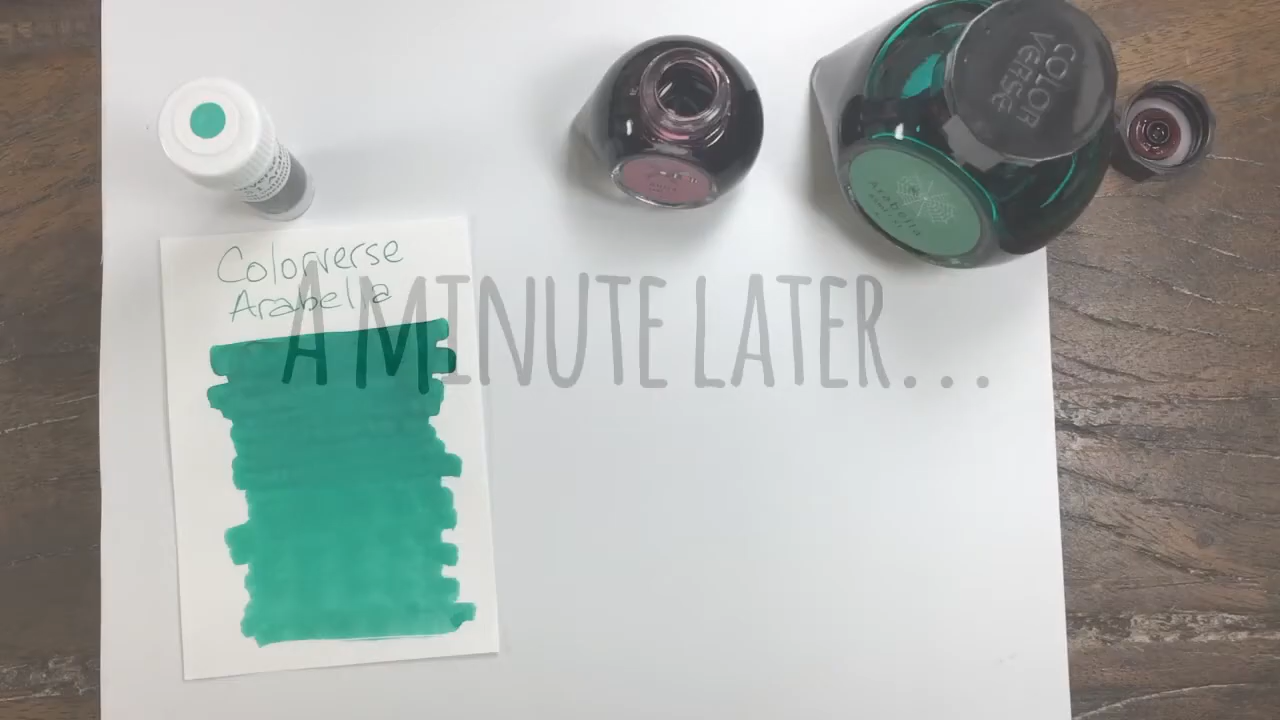 COLOR
VERSE
Arabella
Colorverse
Arabella
A MINUTE LATER...